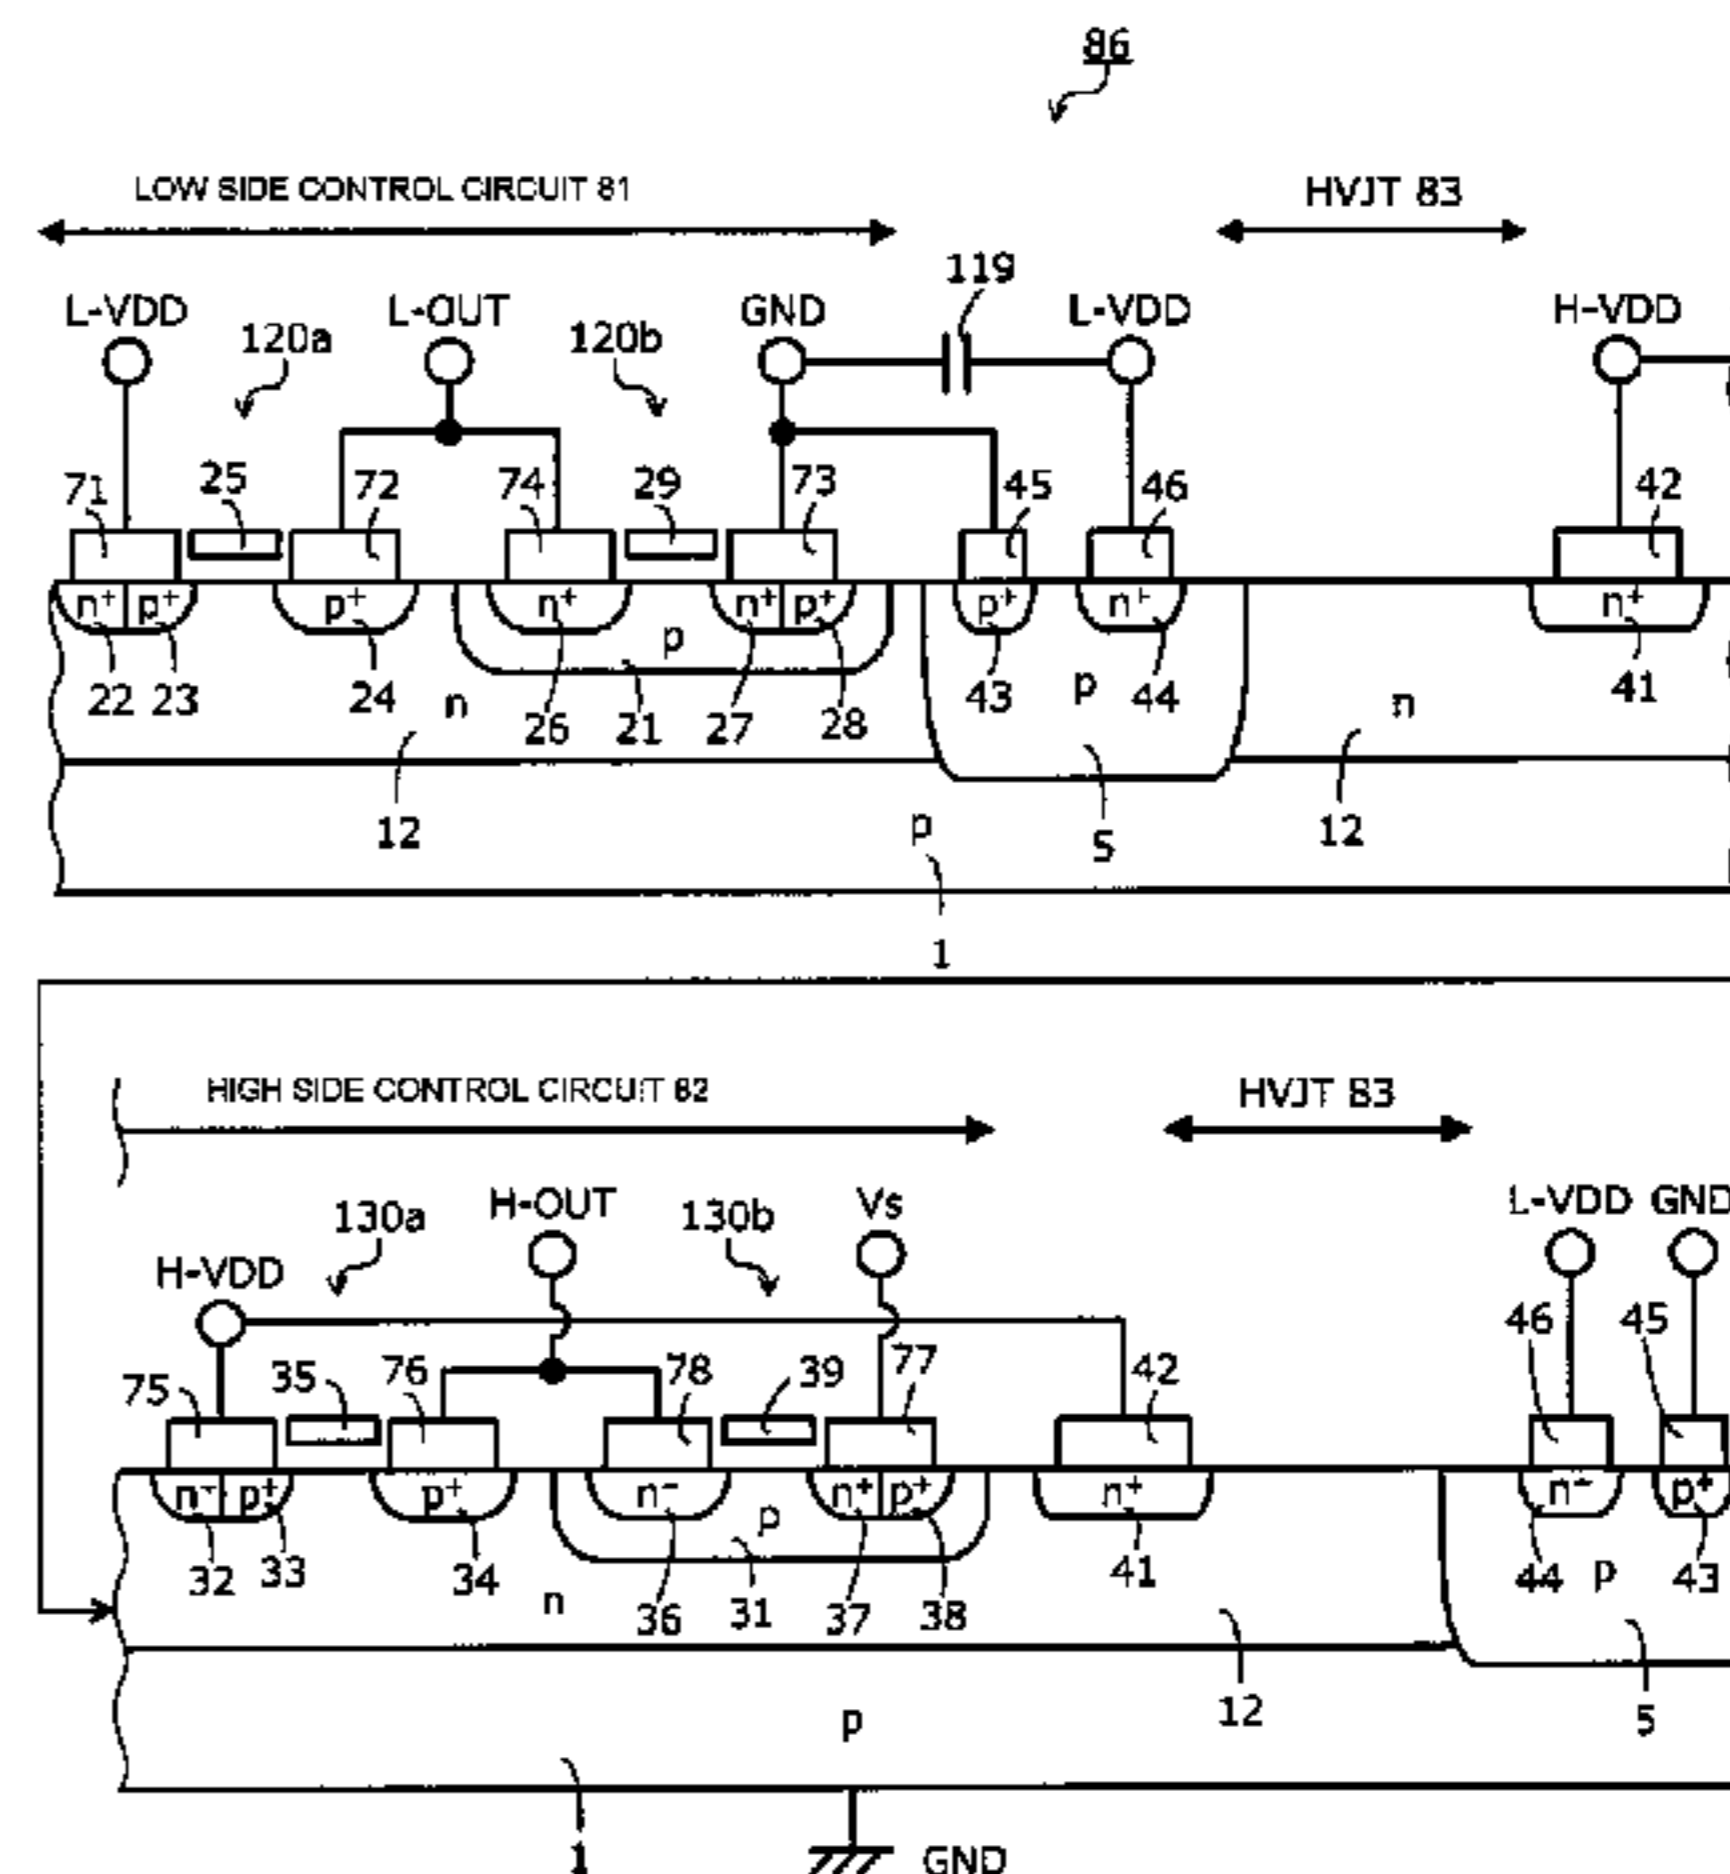 86
LOW SIDE CONTROL CIRCUIT 81
HVJT 83
119
L-VDD
L-OUT
GND
L-VDD
H-VDD
120a
120b
71
25
72
74
29
73
45
46
42
n+
p+
p+
n+
n+
p+
p+
n+
n+
p
22
23
24
n
26
21
27
28
43
p
44
n
41
12
p
5
12
1
HIGH SIDE CONTROL CIRCUIT 82
HVJT 83
H-OUT
Vs
L-VDD
GND
130a
130b
H-VDD
75
35
76
78
39
77
42
46
45
n+
p+
p+
n+
p
n+
p+
n+
n+
p+
32
33
34
n
36
31
37
38
41
44
p
43
12
5
p
1
GND